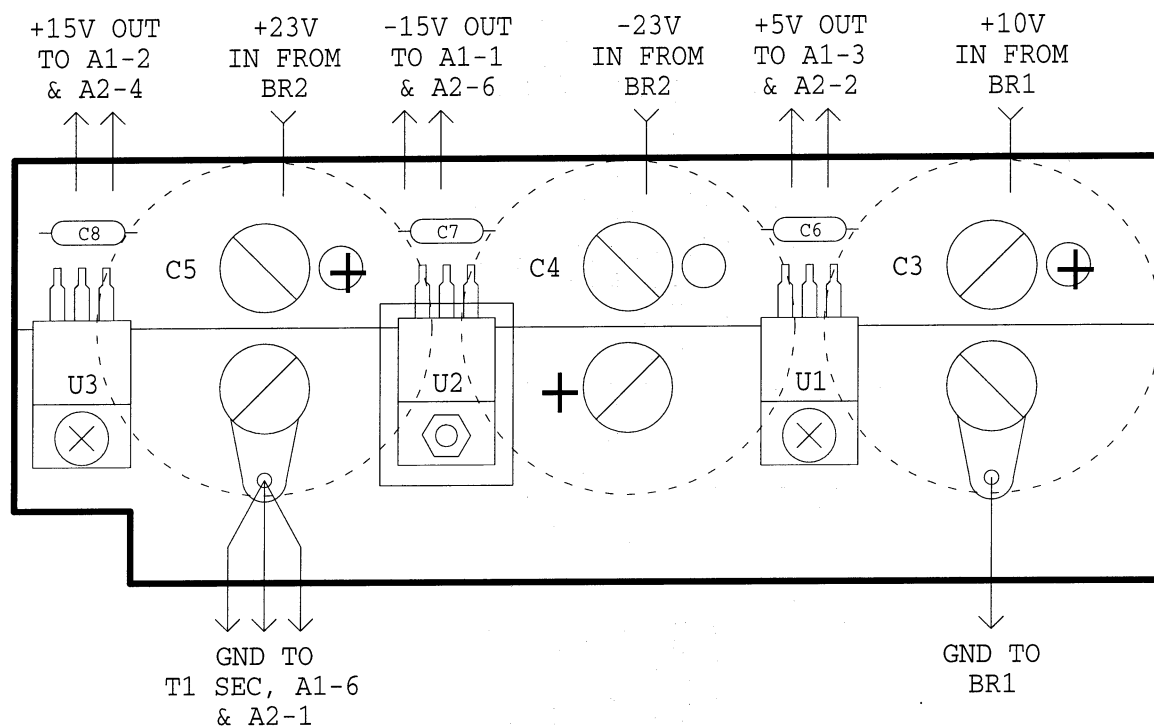 +15V OUT
TO A1-2
& A2-4
+23V
IN FROM
BR2
-15V OUT
TO A1-1
& A2-6
-23V
IN FROM
BR2
+5V OUT
TO A1-3
& A2-2
+10V
IN FROM
BR1
C8
C7
C6
C5
+
C4
C3
+
U3
U2
+
U1
GND TO
T1 SEC, A1-6
& A2-1
GND TO
BR1